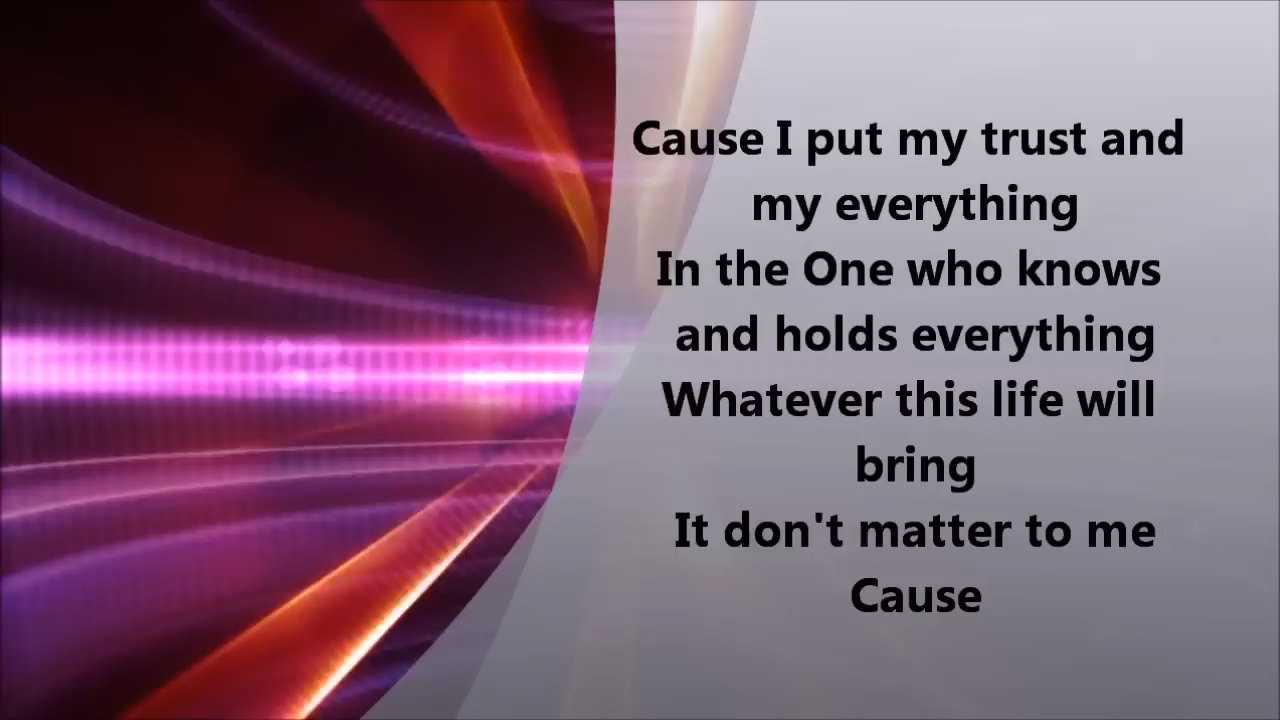 Cause I put my trust and
my everything
In the One who knows
and holds everything
Whatever this life will
bring
It don't matter to me
Cause